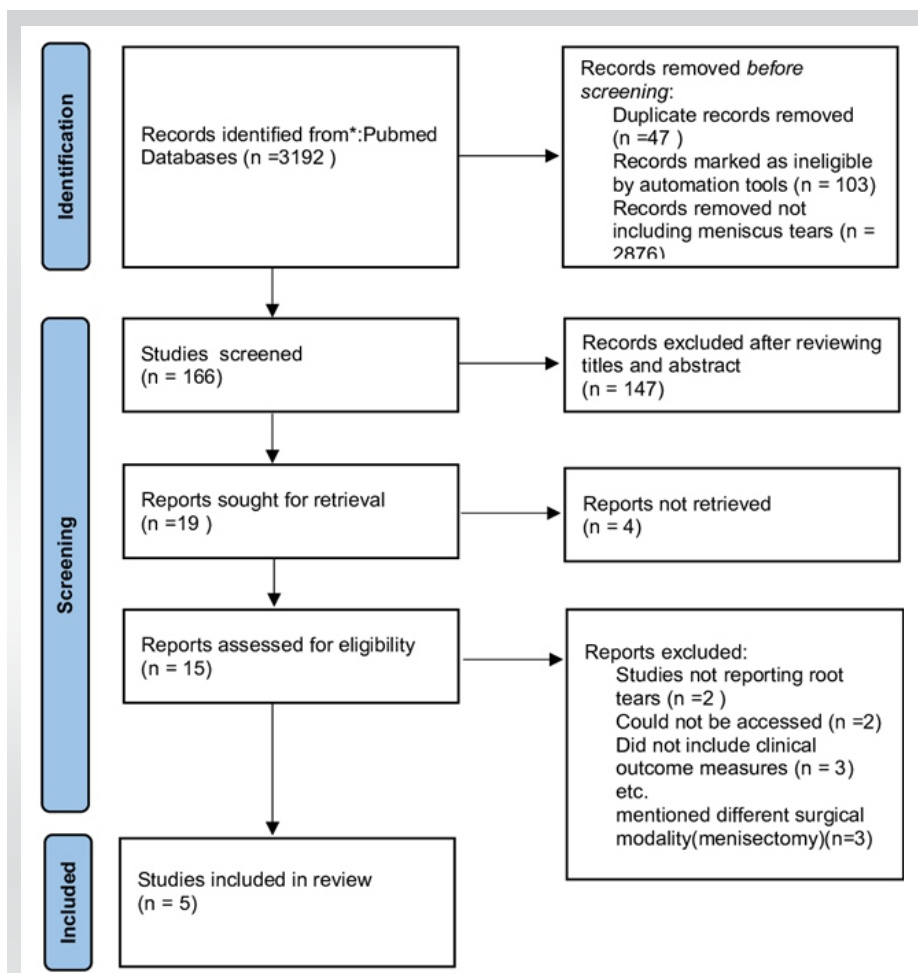 Identification
Records identified from*:Pubmed
Databases (n =3192 )
Records removed before
screening:
Duplicate records removed
(n =47 )
Records marked as ineligible
by automation tools (n = 103)
Records removed not
including meniscus tears (n =
2876)
Screening
Studies screened
(n = 166)
Records excluded after reviewing
titles and abstract
(n = 147)
Reports sought for retrieval
(n =19 )
Reports not retrieved
(n = 4)
Reports assessed for eligibility
(n = 15)
Reports excluded:
Studies not reporting root
tears (n =2 )
Could not be accessed (n =2)
Did not include clinical
outcome measures (n = 3)
etc.
mentioned different surgical
modality(menisectomy)(n=3)
Included
Studies included in review
(n = 5)